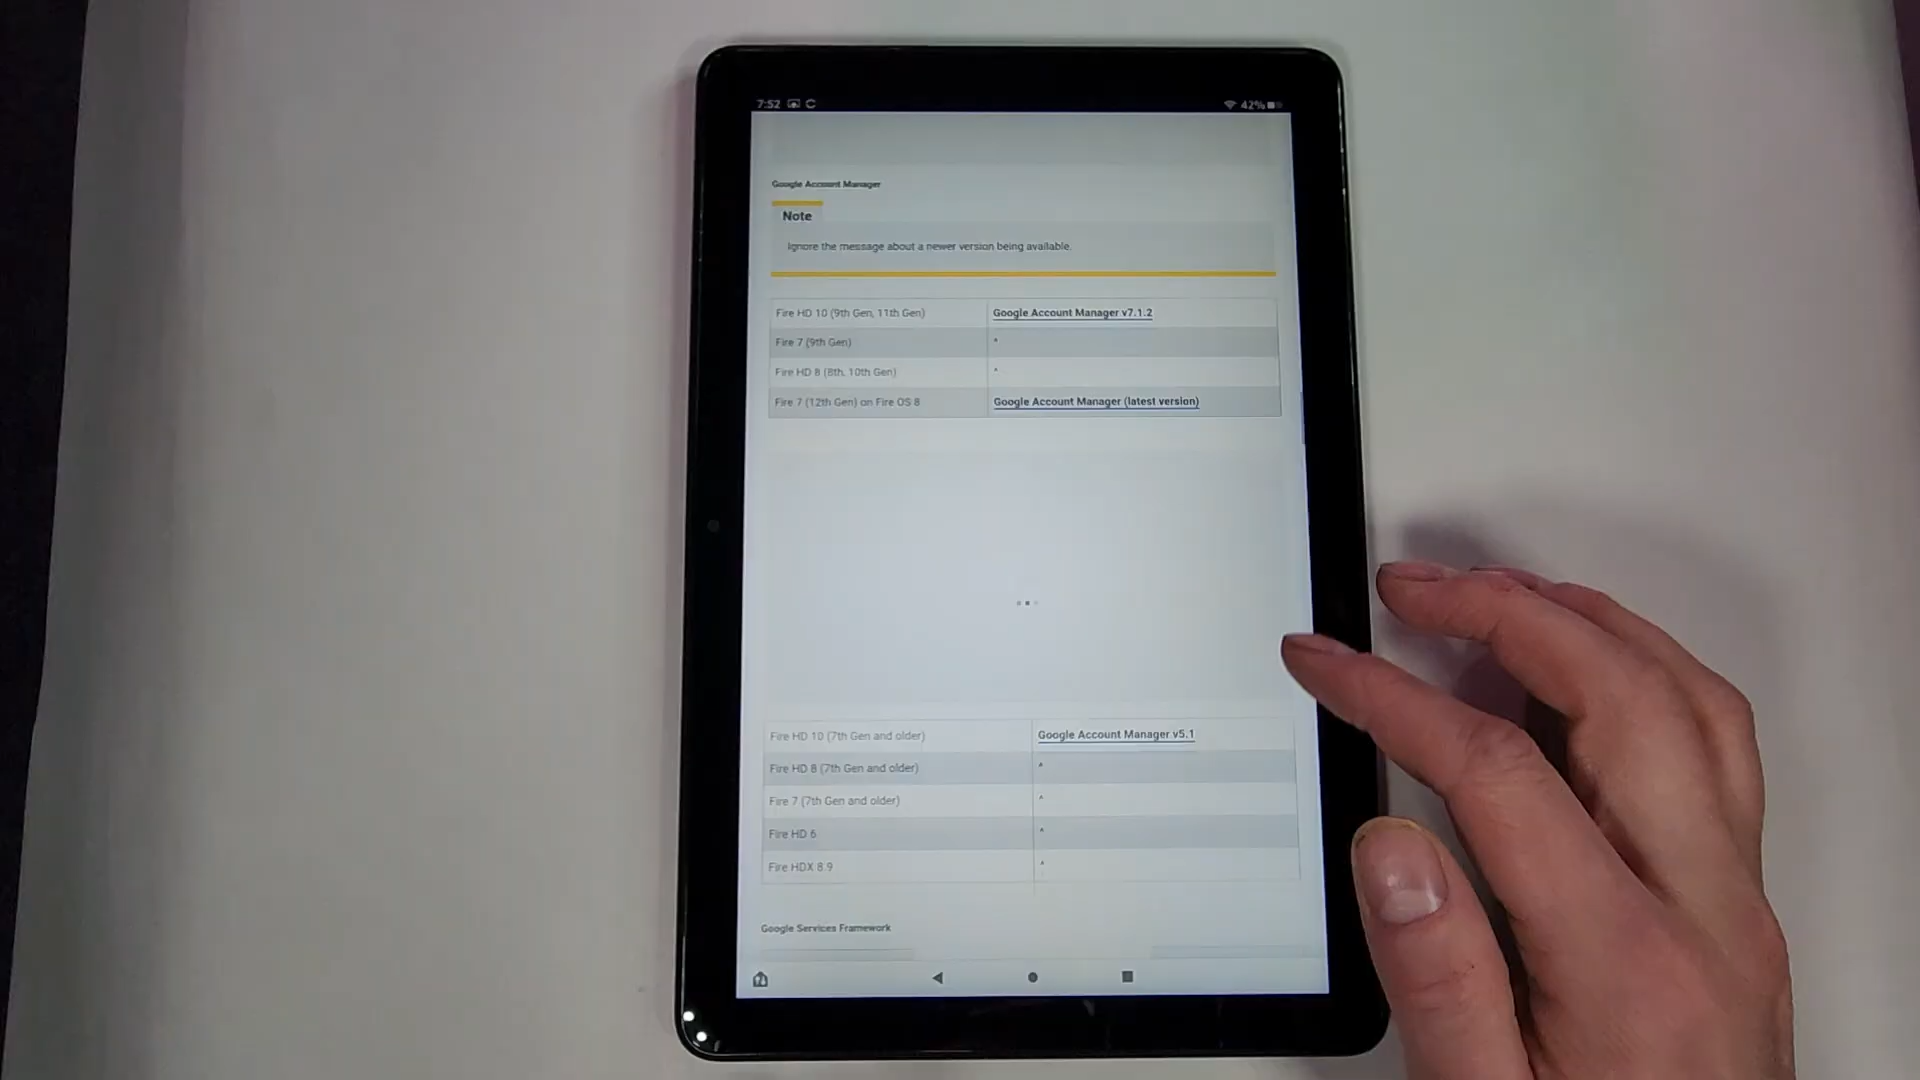 7:52 42%
Google Account Manager
Note
Ignore the message about a newer version being available.
Fire HD 10 (9th Gen, 11th Gen) Google Account Manager v7.1.2
Fire 7 (9th Gen) "
Fire HD 8 (8th, 10th Gen) "
Fire 7 (12th Gen) on Fire OS 8 Google Account Manager (latest version)
Fire HD 10 (7th Gen and older) Google Account Manager v5.1
Fire HD 8 (7th Gen and older) "
Fire 7 (7th Gen and older) "
Fire HD 6 "
Fire HDX 8.9 "
Google Services Framework